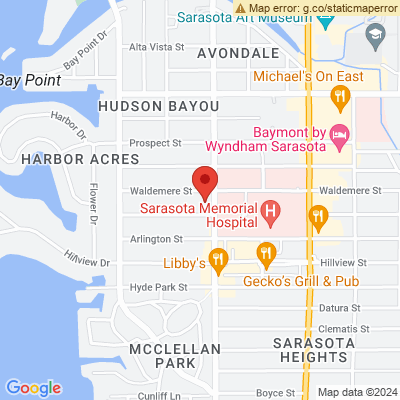 Map error: g.co/staticmaperror
Sarasota Art Museum
Bay Point Dr
Alta Vista St
AVONDALE
Bay Point
Michael's On East
HUDSON BAYOU
Harbor Dr
Baymont by
Wyndham Sarasota
Prospect St
HARBOR ACRES
Flower Dr
Waldemere St
Waldemere St
Sarasota Memorial
Hospital
Arlington St
Hillview Dr
Libby's
Hillview St
Gecko's Grill & Pub
Hyde Park St
Datura St
Clematis St
MCCLELLAN
PARK
SARASOTA
HEIGHTS
Google
Cunliff Ln
Boyce St
Map data ©2024